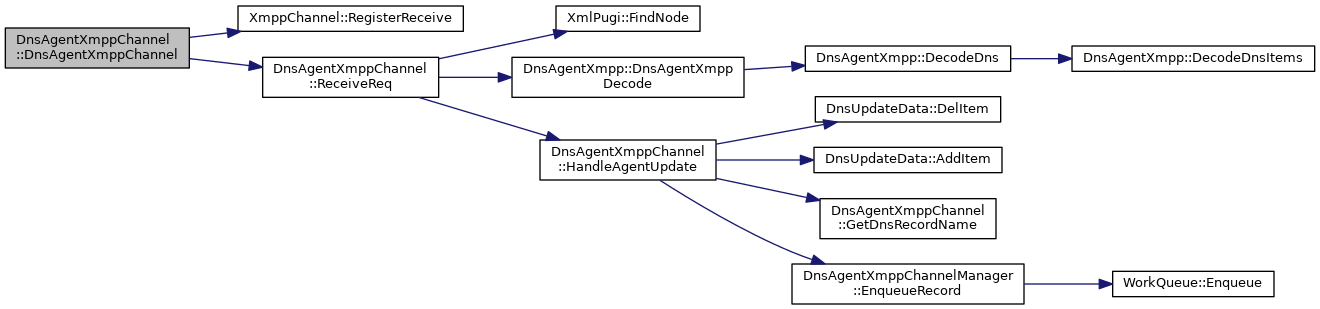 DnsAgentXmppChannel
::DnsAgentXmppChannel
XmppChannel::RegisterReceive
DnsAgentXmppChannel
::ReceiveReq
XmlPugi::FindNode
DnsAgentXmpp::DnsAgentXmpp
Decode
DnsAgentXmpp::DecodeDns
DnsAgentXmpp::DecodeDnsItems
DnsAgentXmppChannel
::HandleAgentUpdate
DnsUpdateData::DelItem
DnsUpdateData::AddItem
DnsAgentXmppChannel
::GetDnsRecordName
DnsAgentXmppChannelManager
::EnqueueRecord
WorkQueue::Enqueue